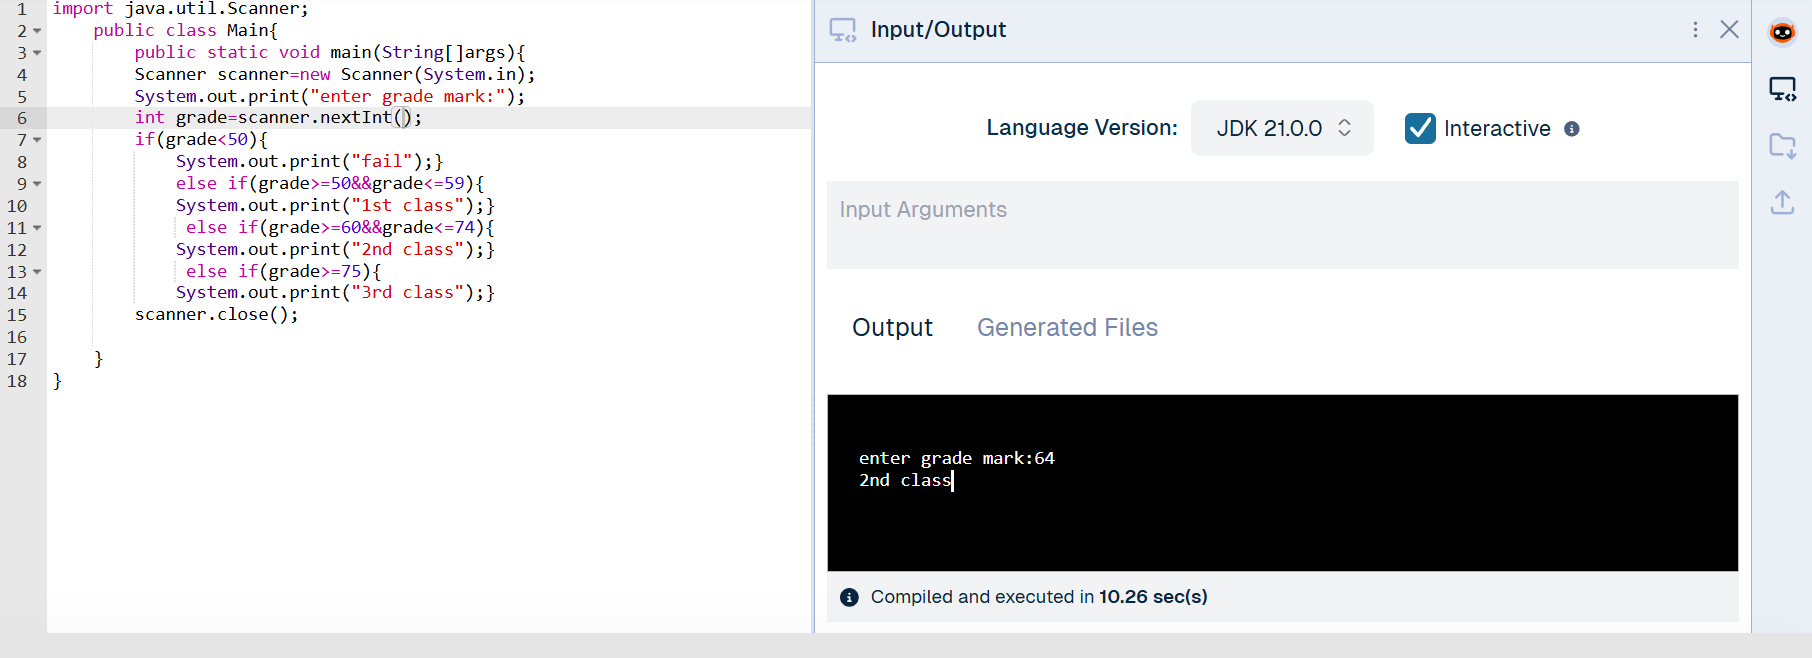 1 import java.util.Scanner;
2 public class Main{
3 public static void main(String[]args){
4 Scanner scanner=new Scanner(System.in);
5 System.out.print("enter grade mark:");
6 int grade=scanner.nextInt();
7 if(grade<50){
8 System.out.print("fail");}
9 else if(grade>=50&&grade<=59){
10 System.out.print("1st class");}
11 else if(grade>=60&&grade<=74){
12 System.out.print("2nd class");}
13 else if(grade>=75){
14 System.out.print("3rd class");}
15 scanner.close();
16
17 }
18 }
Input/Output
Language Version: JDK 21.0.0 Interactive
Input Arguments
Output Generated Files
enter grade mark:64
2nd class
Compiled and executed in 10.26 sec(s)